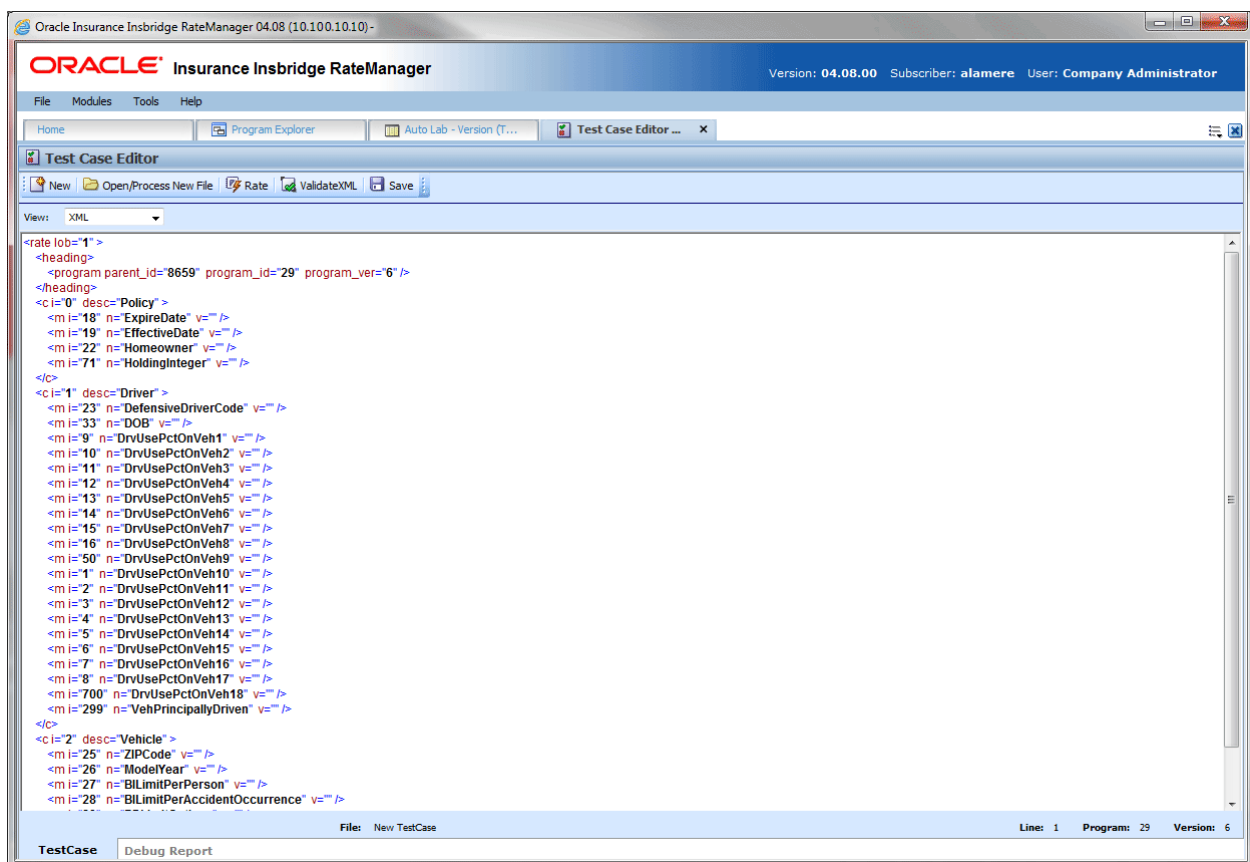 Oracle Insurance Insbridge RateManager 04.08 (10.100.10.10) -
ORACLE Insurance Insbridge RateManager
Version: 04.08.00 Subscriber: alamere User: Company Administrator
File Modules Tools Help
Home Program Explorer Auto Lab - Version (T... Test Case Editor ... X
Test Case Editor
New Open/Process New File Rate ValidateXML Save
View: XML
<rate lob="1" >
<heading>
<program parent_id="8659" program_id="29" program_ver="6" />
</heading>
<c i="0" desc="Policy" >
<m i="18" n="ExpireDate" v="" />
<m i="19" n="EffectiveDate" v="" />
<m i="22" n="Homeowner" v="" />
<m i="71" n="HoldingInteger" v="" />
</c>
<c i="1" desc="Driver" >
<m i="23" n="DefensiveDriverCode" v="" />
<m i="33" n="DOB" v="" />
<m i="9" n="DrvUsePctOnVeh1" v="" />
<m i="10" n="DrvUsePctOnVeh2" v="" />
<m i="11" n="DrvUsePctOnVeh3" v="" />
<m i="12" n="DrvUsePctOnVeh4" v="" />
<m i="13" n="DrvUsePctOnVeh5" v="" />
<m i="14" n="DrvUsePctOnVeh6" v="" />
<m i="15" n="DrvUsePctOnVeh7" v="" />
<m i="16" n="DrvUsePctOnVeh8" v="" />
<m i="50" n="DrvUsePctOnVeh9" v="" />
<m i="1" n="DrvUsePctOnVeh10" v="" />
<m i="2" n="DrvUsePctOnVeh11" v="" />
<m i="3" n="DrvUsePctOnVeh12" v="" />
<m i="4" n="DrvUsePctOnVeh13" v="" />
<m i="5" n="DrvUsePctOnVeh14" v="" />
<m i="6" n="DrvUsePctOnVeh15" v="" />
<m i="7" n="DrvUsePctOnVeh16" v="" />
<m i="8" n="DrvUsePctOnVeh17" v="" />
<m i="700" n="DrvUsePctOnVeh18" v="" />
<m i="299" n="VehPrincipallyDriven" v="" />
</c>
<c i="2" desc="Vehicle" >
<m i="25" n="ZIPCode" v="" />
<m i="26" n="ModelYear" v="" />
<m i="27" n="BILimitPerPerson" v="" />
<m i="28" n="BILimitPerAccidentOccurrence" v="" />
File: New TestCase Line: 1 Program: 29 Version: 6
TestCase Debug Report